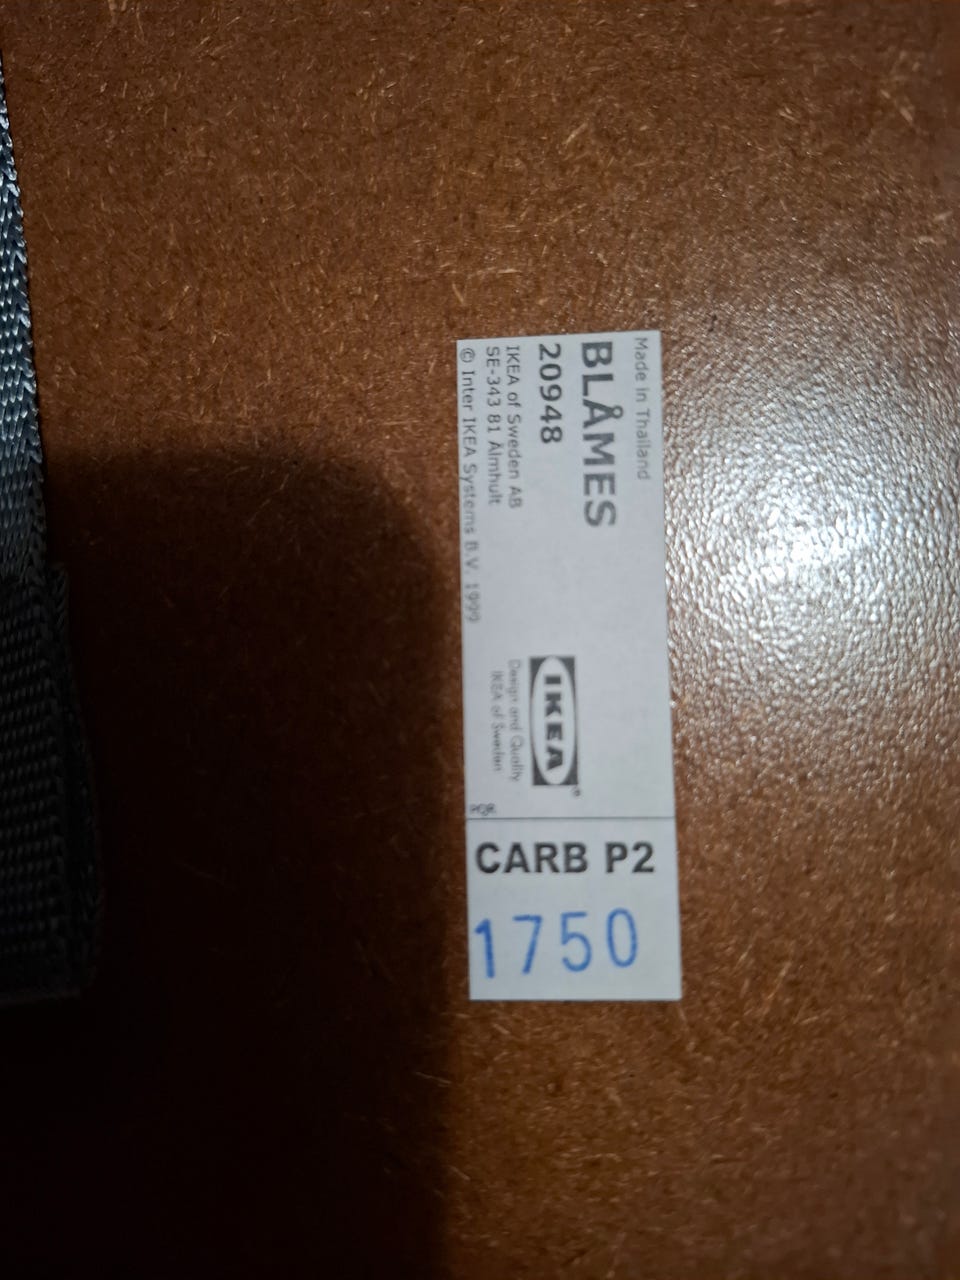 Made in Thailand
BLÅMES
20948
IKEA of Sweden AB
SE-343 81 Älmhult
© Inter IKEA Systems B.V. 1999
IKEA®
Design and Quality
IKEA of Sweden
CARB P2
1750